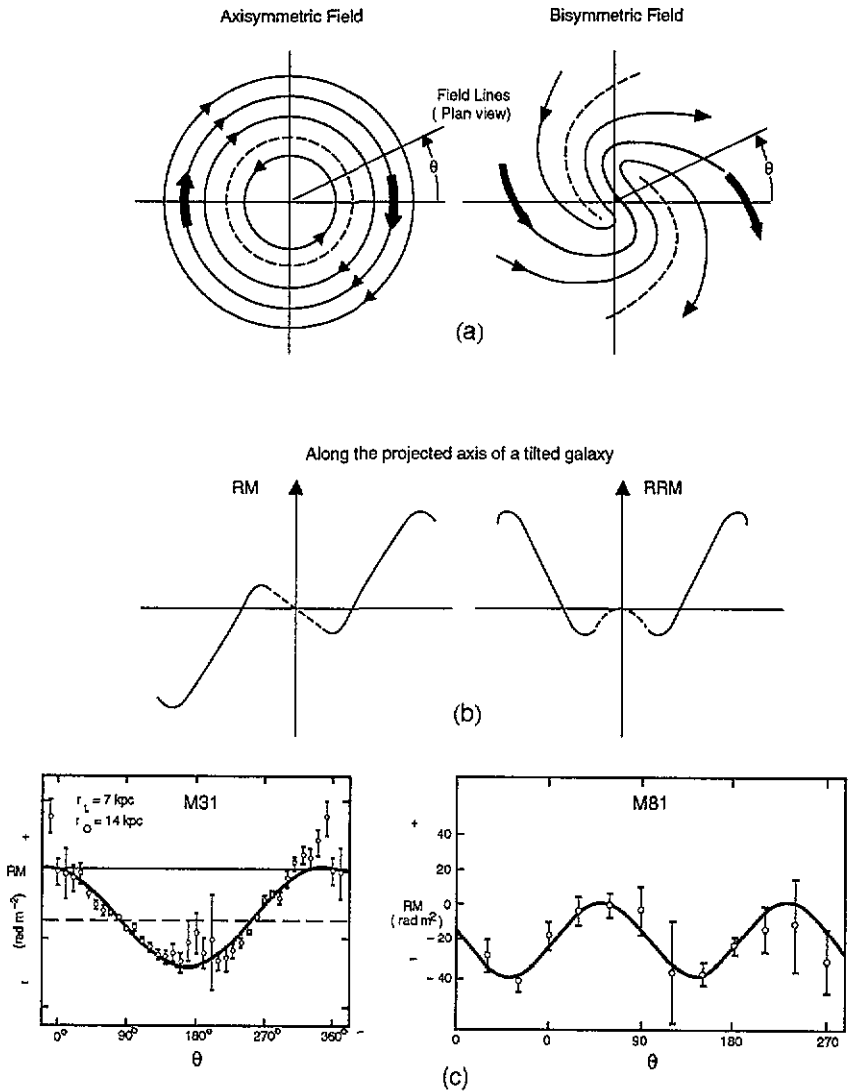 Axisymmetric Field
Bisymmetric Field
Field Lines
( Plan view)
θ
θ
(a)
Along the projected axis of a tilted galaxy
RM
RRM
(b)
M31
r = 7 kpc
r = 14 kpc
+
RM
(rad m⁻²)
0°
90°
180°
270°
360°
θ
M81
+
40
20
0
-20
-40
RM
( rad m²)
-
0
0
90
180
270
θ
(c)